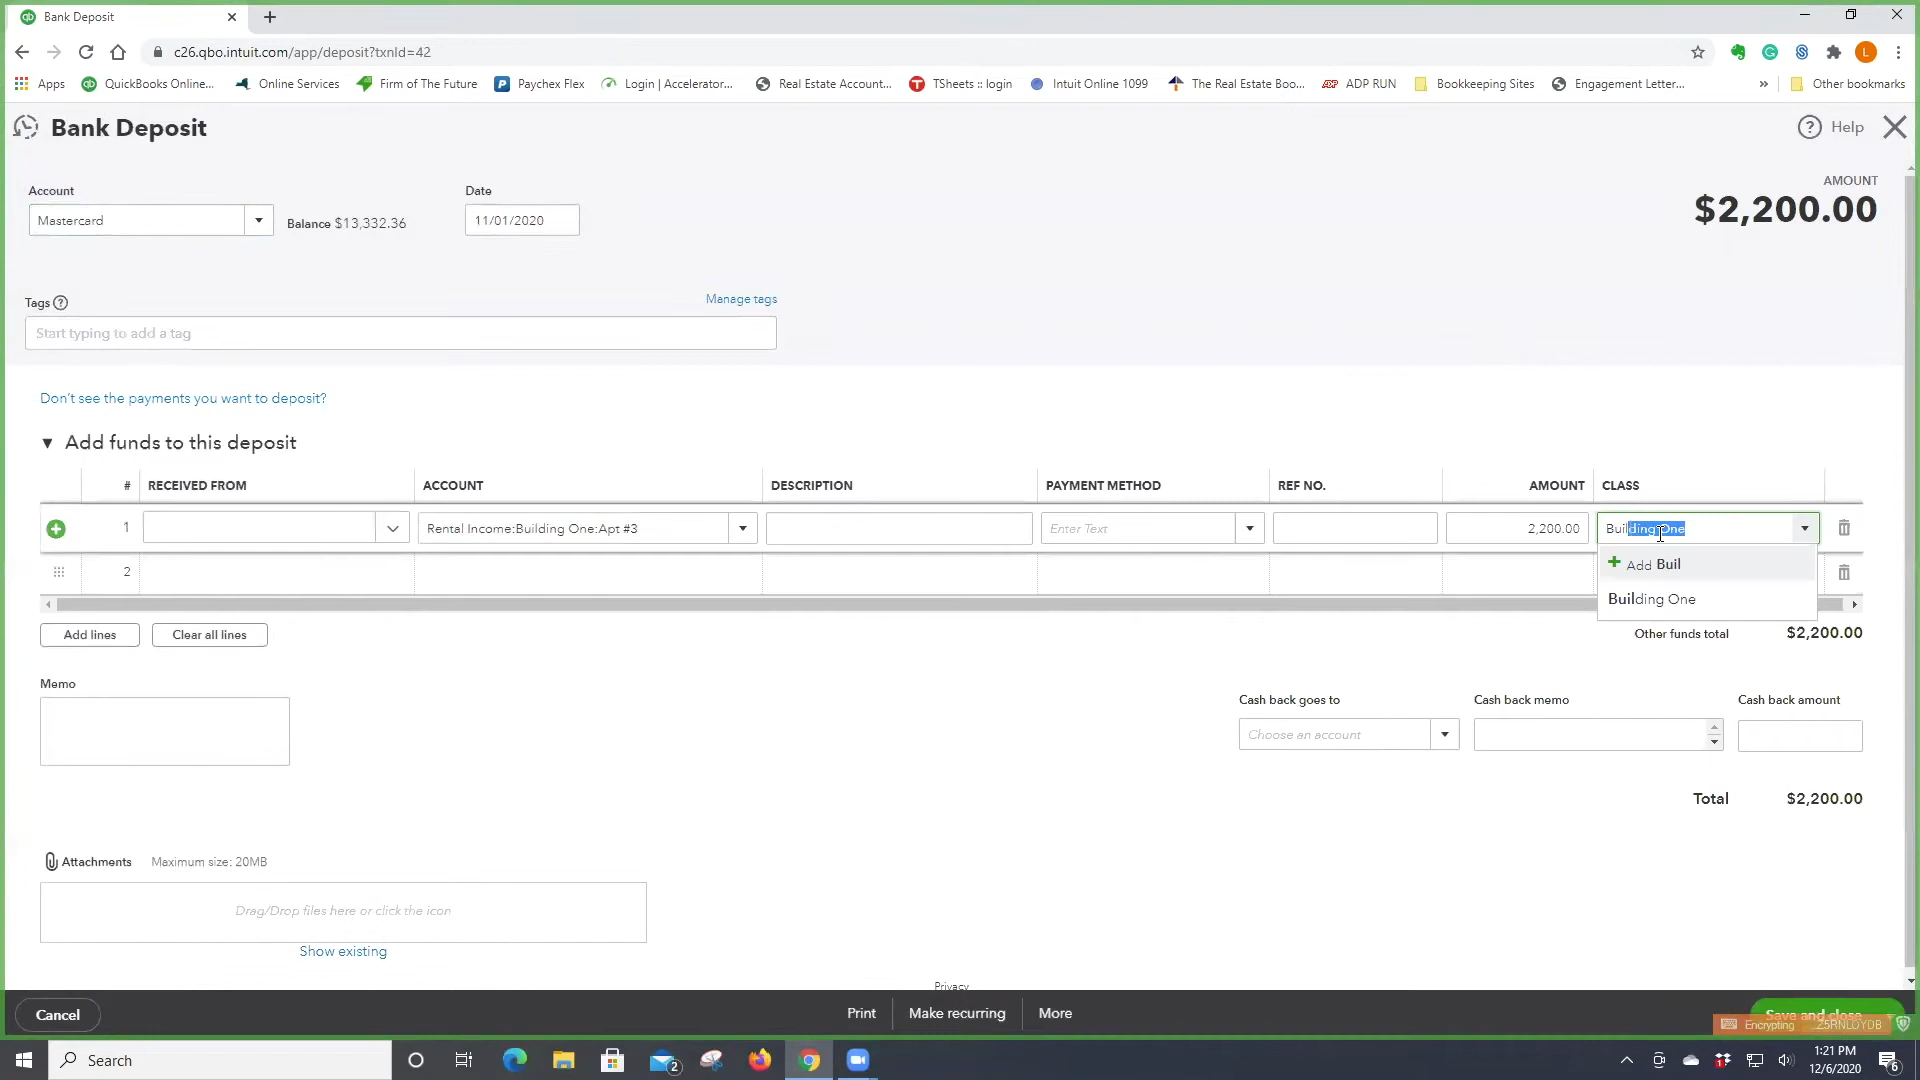 Bank Deposit
c26.qbo.intuit.com/app/deposit?txnId=42
L
Apps QuickBooks Online... Online Services Firm of The Future Paychex Flex Login | Accelerator... Real Estate Account... TSheets :: login Intuit Online 1099 The Real Estate Boo... ADP RUN Bookkeeping Sites Engagement Letter... » Other bookmarks
Bank Deposit
Help
Account
Date
AMOUNT
Mastercard
Balance $13,332.36
11/01/2020
$2,200.00
Tags
Manage tags
Start typing to add a tag
Don't see the payments you want to deposit?
Add funds to this deposit
# RECEIVED FROM ACCOUNT DESCRIPTION PAYMENT METHOD REF NO. AMOUNT CLASS
1 Rental Income:Building One:Apt #3 Enter Text 2,200.00 Building One
Add Buil
2
Building One
Add lines Clear all lines
Other funds total $2,200.00
Memo
Cash back goes to Cash back memo Cash back amount
Choose an account
Total $2,200.00
Attachments Maximum size: 20MB
Drag/Drop files here or click the icon
Show existing
Privacy
Cancel Print Make recurring More Save and close
Encrypting
Search
2
1:21 PM
12/6/2020
6